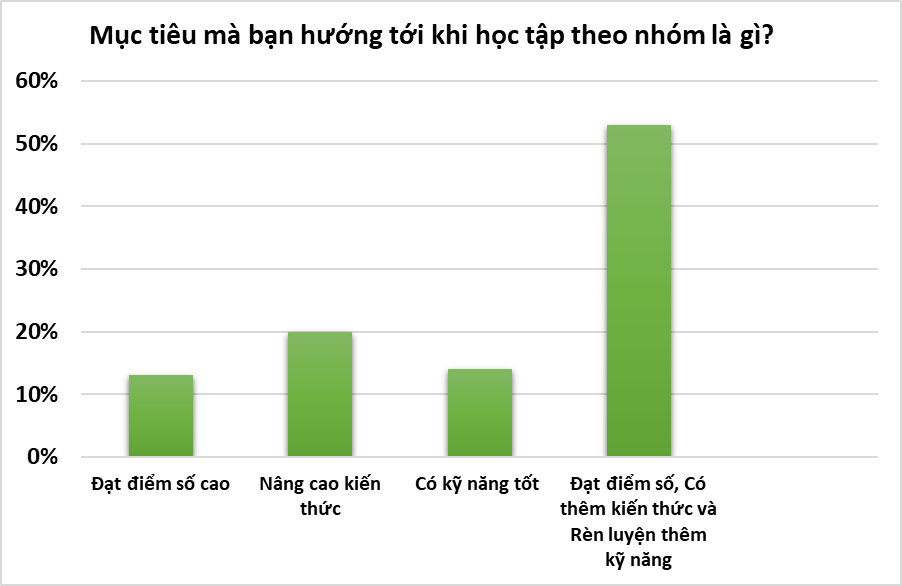 Mục tiêu mà bạn hướng tới khi học tập theo nhóm là gì?
60%
50%
40%
30%
20%
10%
0%
Đạt điểm số cao
Nâng cao kiến
thức
Có kỹ năng tốt
Đạt điểm số, Có
thêm kiến thức và
Rèn luyện thêm
kỹ năng